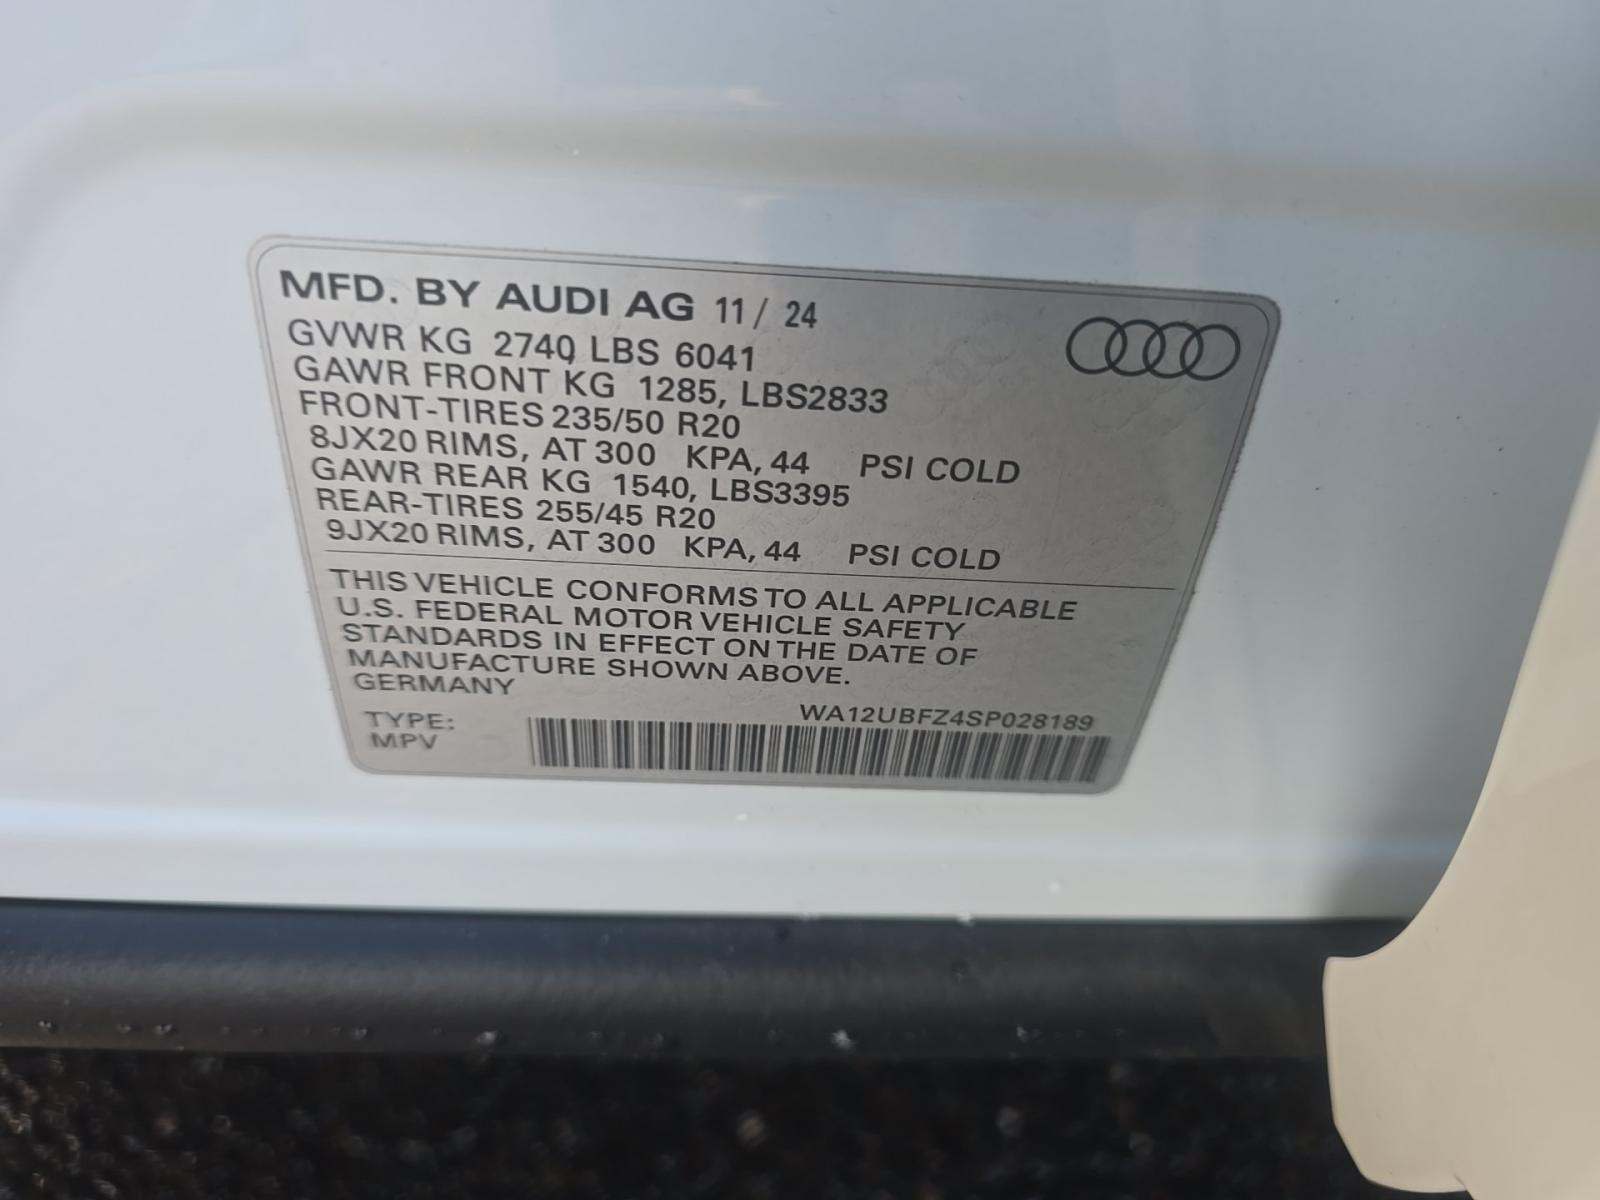 MFD. BY AUDI AG 11/ 24
GVWR KG 2740 LBS 6041
GAWR FRONT KG 1285, LBS2833
FRONT-TIRES 235/50 R20
8JX20 RIMS, AT 300 KPA, 44 PSI COLD
GAWR REAR KG 1540, LBS3395
REAR-TIRES 255/45 R20
9JX20 RIMS, AT 300 KPA, 44 PSI COLD
THIS VEHICLE CONFORMS TO ALL APPLICABLE
U.S. FEDERAL MOTOR VEHICLE SAFETY
STANDARDS IN EFFECT ON THE DATE OF
MANUFACTURE SHOWN ABOVE.
GERMANY
WA12UBFZ4SP028189
TYPE:
MPV